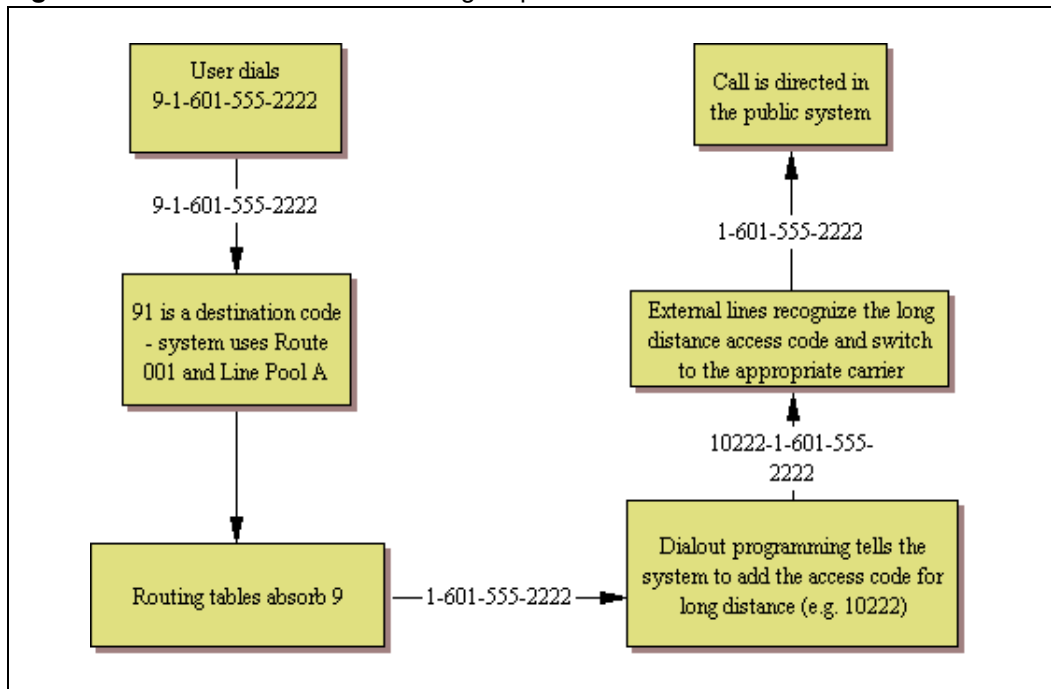 User dials
9-1-601-555-2222
9-1-601-555-2222
91 is a destination code
- system uses Route
001 and Line Pool A
Routing tables absorb 9
1-601-555-2222
Dialout programming tells the
system to add the access code for
long distance (e.g. 10222)
10222-1-601-555-
2222
External lines recognize the long
distance access code and switch
to the appropriate carrier
1-601-555-2222
Call is directed in
the public system